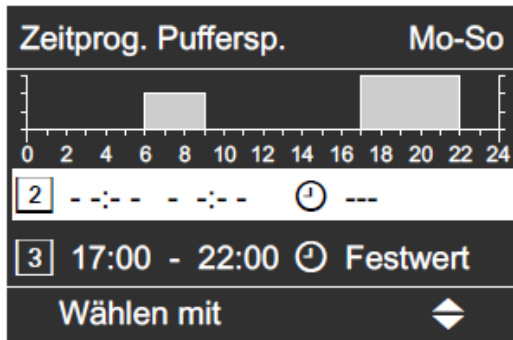 Zeitprog. Puffersp. Mo-So
0 2 4 6 8 10 12 14 16 18 20 22 24
2 - -:- - - -:- - ---
3 17:00 - 22:00 Festwert
Wählen mit